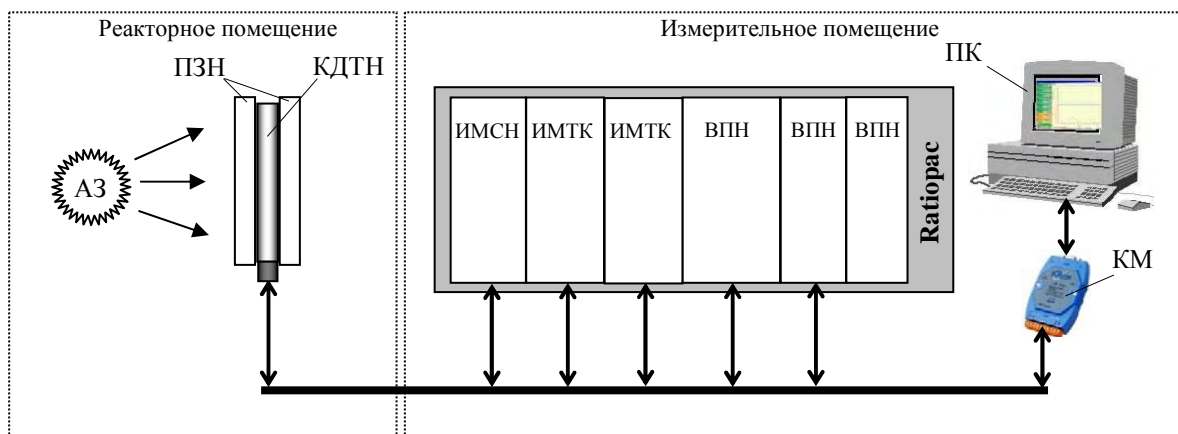 Реакторное помещение
Измерительное помещение
ПЗН
КДТН
ПК
ИМСН
ИМТК
ИМТК
ВПН
ВПН
ВПН
АЗ
Ratiopac
КМ